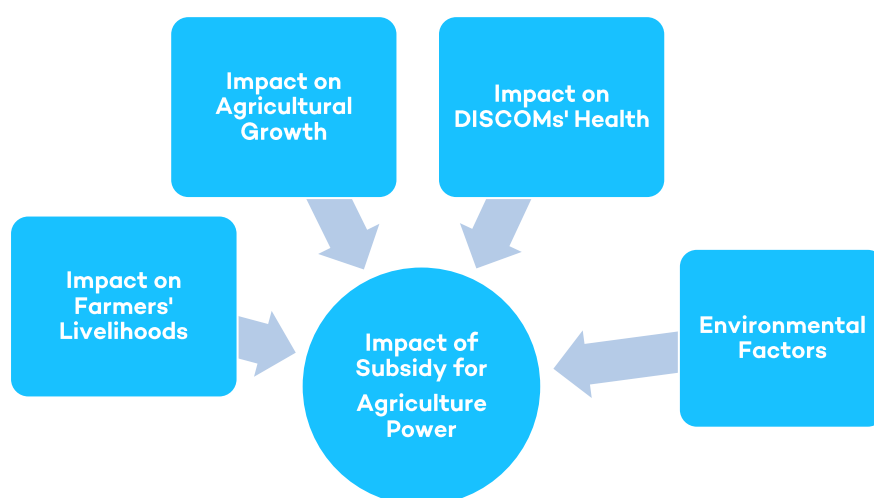 Impact on
Agricultural
Growth
Impact on
DISCOMs' Health
Impact on
Farmers'
Livelihoods
Environmental
Factors
Impact of
Subsidy for
Agriculture
Power